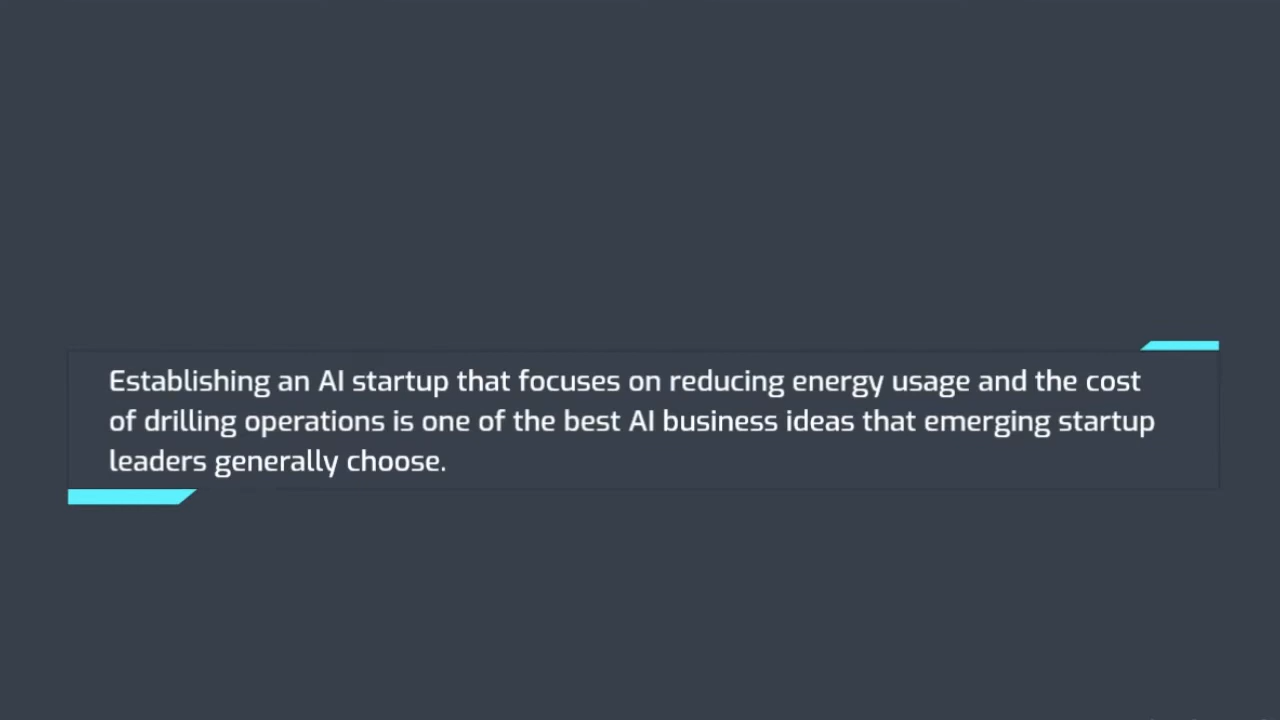 Establishing an AI startup that focuses on reducing energy usage and the cost
of drilling operations is one of the best AI business ideas that emerging startup
leaders generally choose.